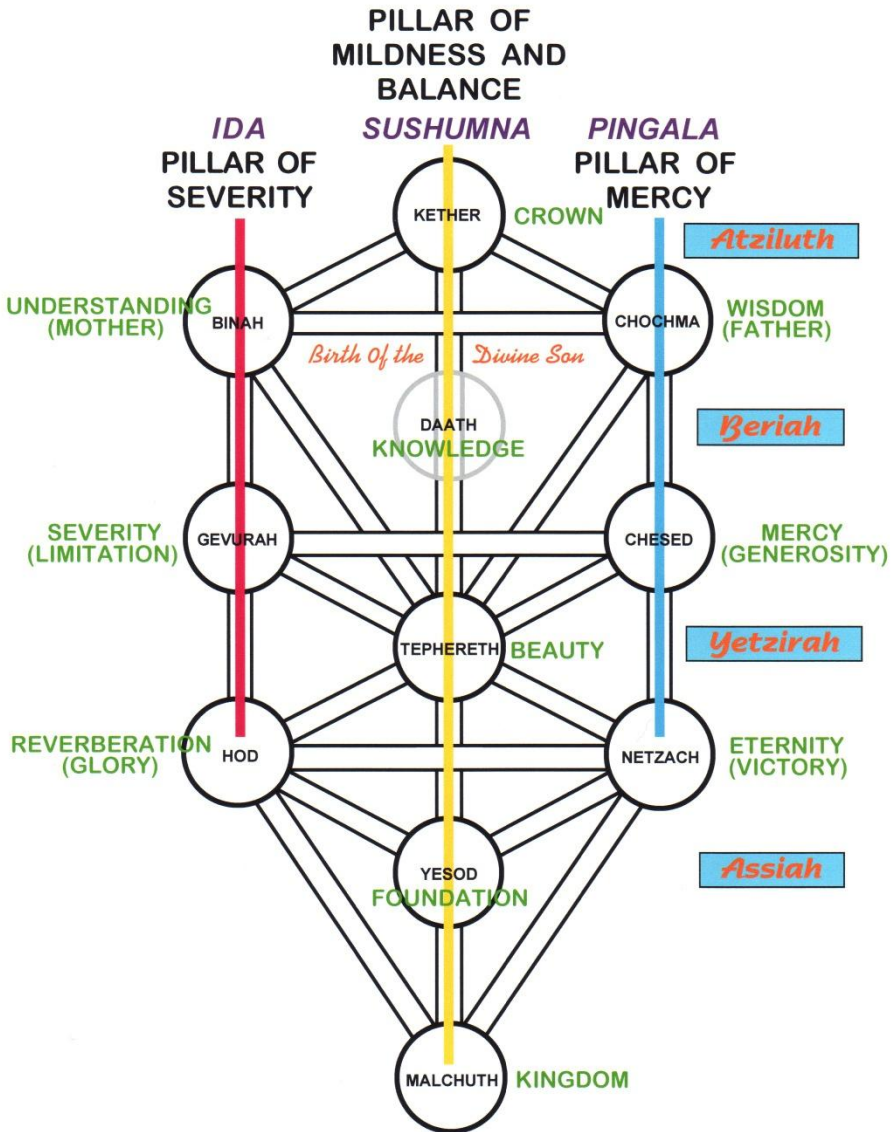 PILLAR OF
MILDNESS AND
BALANCE
IDA
SUSHUMNA
PINGALA
PILLAR OF
SEVERITY
PILLAR OF
MERCY
KETHER
CROWN
Atziluth
UNDERSTANDING
(MOTHER)
BINAH
CHOCHMA
WISDOM
(FATHER)
Birth Of the Divine Son
DAATH
KNOWLEDGE
Beriah
SEVERITY
(LIMITATION)
GEVURAH
CHESED
MERCY
(GENEROSITY)
TEPHERETH
BEAUTY
Yetzirah
REVERBERATION
(GLORY)
HOD
NETZACH
ETERNITY
(VICTORY)
YESOD
FOUNDATION
Assiah
MALCHUTH
KINGDOM